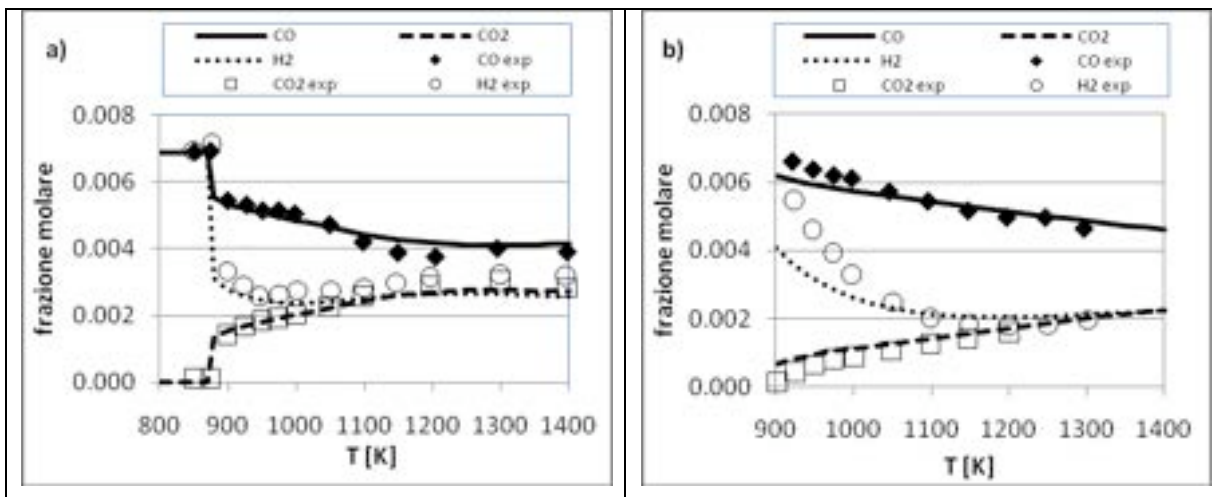 a)
CO CO2
H2 CO exp
CO2 exp H2 exp
0.008
0.006
0.004
0.002
0.000
frazione molare
800 900 1000 1100 1200 1300 1400
T [K]
b)
CO CO2
H2 CO exp
CO2 exp H2 exp
0.008
0.006
0.004
0.002
0.000
frazione molare
900 1000 1100 1200 1300 1400
T [K]